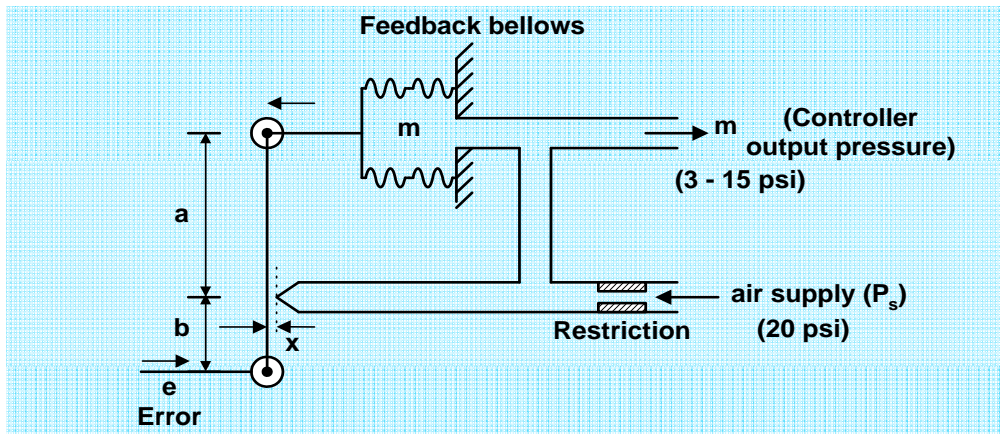 Feedback bellows
m
m
(Controller
output pressure)
(3 - 15 psi)
a
b
x
e
Error
Restriction
air supply (Ps)
(20 psi)